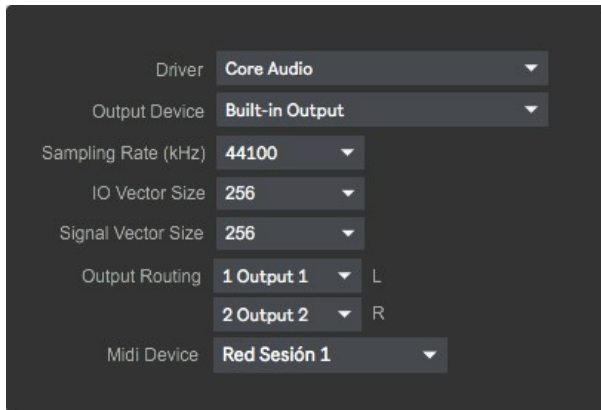 Driver Core Audio
Output Device Built-in Output
Sampling Rate (kHz) 44100
IO Vector Size 256
Signal Vector Size 256
Output Routing 1 Output 1 L
2 Output 2 R
Midi Device Red Sesión 1